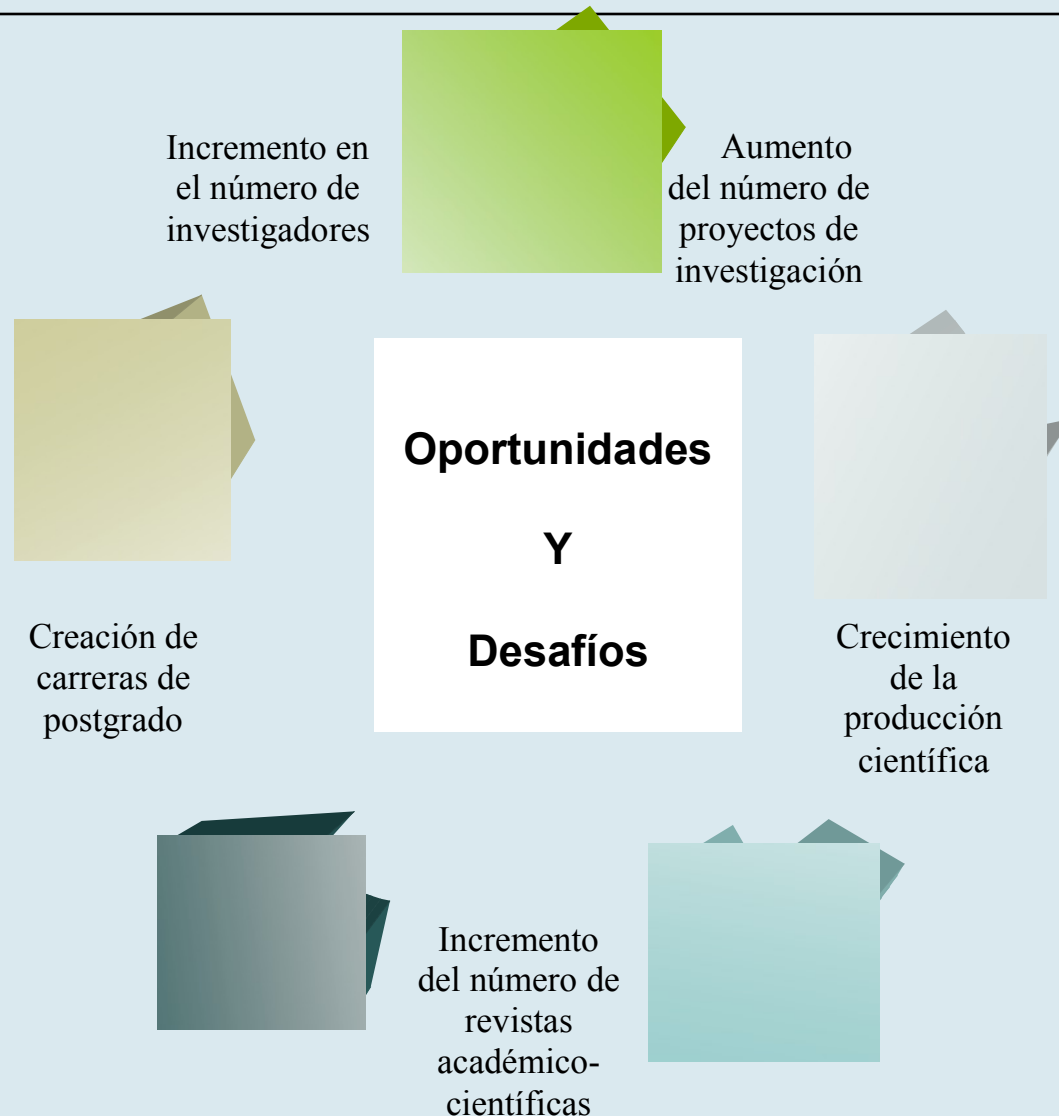 Incremento en
el número de
investigadores
Aumento
del número de
proyectos de
investigación
Oportunidades
Y
Desafíos
Creación de
carreras de
postgrado
Crecimiento
de la
producción
científica
Incremento
del número de
revistas
académico-
científicas